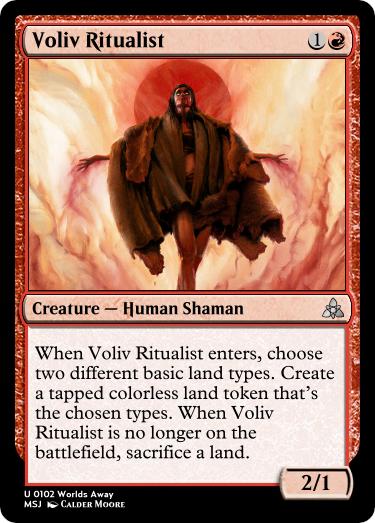 Voliv Ritualist 1
Creature — Human Shaman
When Voliv Ritualist enters, choose
two different basic land types. Create
a tapped colorless land token that's
the chosen types. When Voliv
Ritualist is no longer on the
battlefield, sacrifice a land.
2/1
U 0102 Worlds Away
MSJ Calder Moore